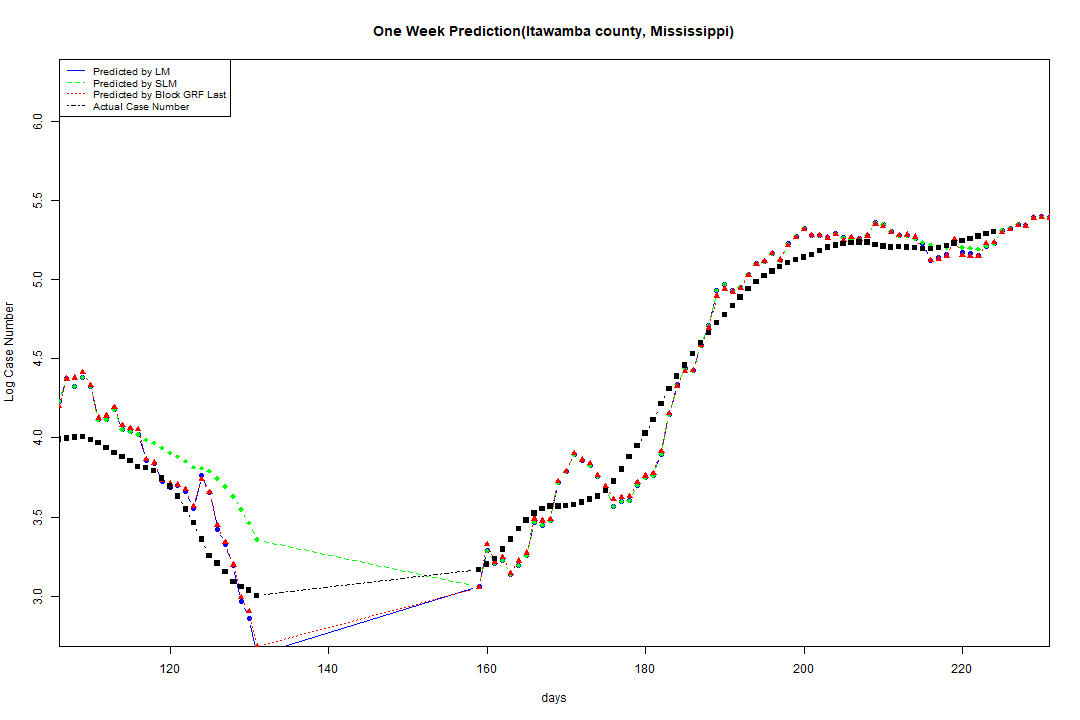 One Week Prediction(Itawamba county, Mississippi)
Predicted by LM
Predicted by SLM
Predicted by Block GRF Last
Actual Case Number
6.0
5.5
5.0
4.5
4.0
3.5
3.0
Log Case Number
120 140 160 180 200 220
days